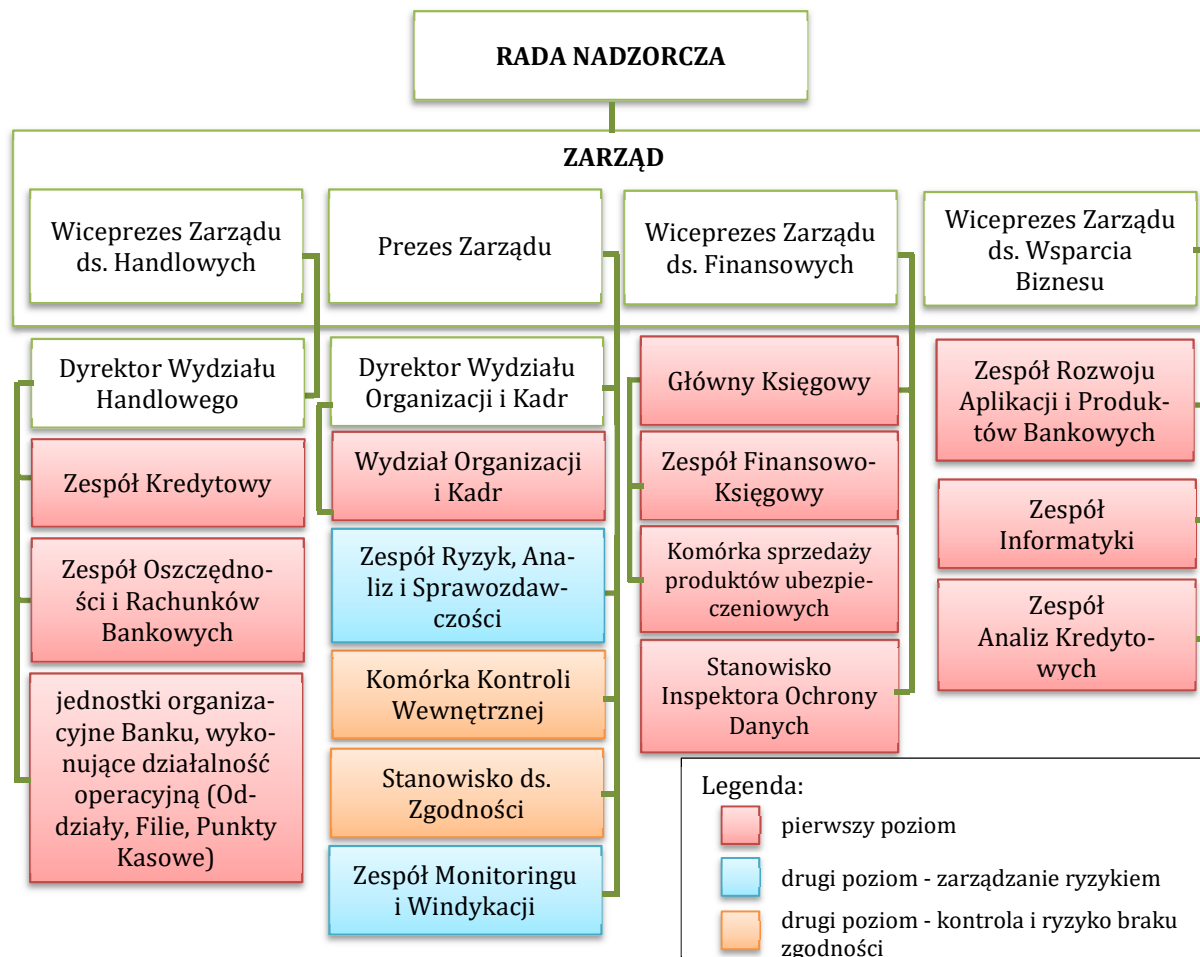 RADA NADZORCZA
ZARZĄD
Wiceprezes Zarządu
ds. Handlowych
Prezes Zarządu
Wiceprezes Zarządu
ds. Finansowych
Wiceprezes Zarządu
ds. Wsparcia
Biznesu
Dyrektor Wydziału
Handlowego
Zespół Kredytowy
Zespół Oszczędno-
ści i Rachunków
Bankowych
jednostki organiza-
cyjne Banku, wyko-
nujące działalność
operacyjną (Od-
działy, Filie, Punkty
Kasowe)
Dyrektor Wydziału
Organizacji i Kadr
Wydział Organizacji
i Kadr
Zespół Ryzyk, Ana-
liz i Sprawozdaw-
czości
Komórka Kontroli
Wewnętrznej
Stanowisko ds.
Zgodności
Zespół Monitoringu
i Windykacji
Główny Księgowy
Zespół Finansowo-
Księgowy
Komórka sprzedaży
produktów ubezpie-
czeniowych
Stanowisko
Inspektora Ochrony
Danych
Zespół Rozwoju
Aplikacji i Produk-
tów Bankowych
Zespół
Informatyki
Zespół
Analiz Kredyto-
wych
Legenda:
pierwszy poziom
drugi poziom - zarządzanie ryzykiem
drugi poziom - kontrola i ryzyko braku
zgodności